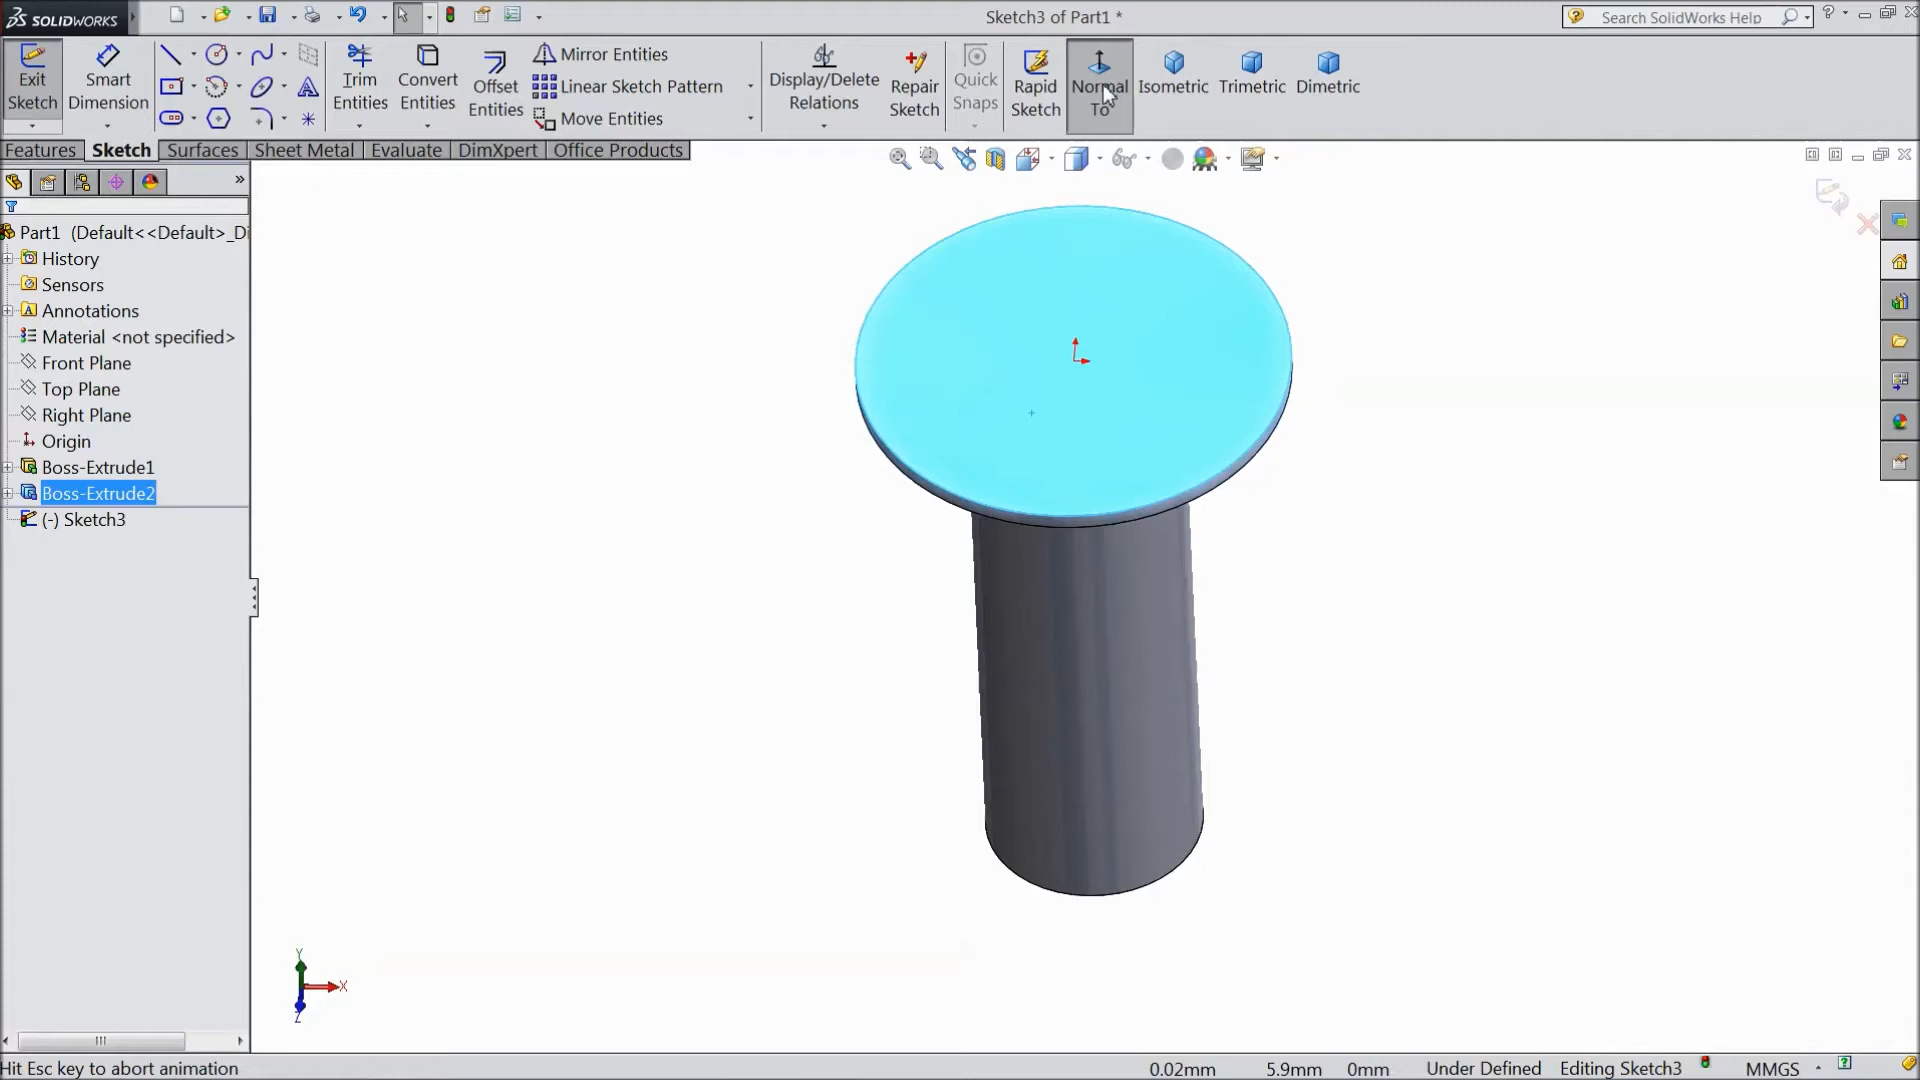 SOLIDWORKS
Sketch3 of Part1 *
Search SolidWorks Help
Exit Sketch
Smart Dimension
Trim Entities
Convert Entities
Offset Entities
Mirror Entities
Linear Sketch Pattern
Move Entities
Display/Delete Relations
Repair Sketch
Quick Snaps
Rapid Sketch
Normal To
Isometric
Trimetric
Dimetric
Features
Sketch
Surfaces
Sheet Metal
Evaluate
DimXpert
Office Products
Part1 (Default<<Default>_Di
History
Sensors
Annotations
Material <not specified>
Front Plane
Top Plane
Right Plane
Origin
Boss-Extrude1
Boss-Extrude2
(-) Sketch3
Y
X
Z
Hit Esc key to abort animation
0.02mm
5.9mm
0mm
Under Defined
Editing Sketch3
MMGS